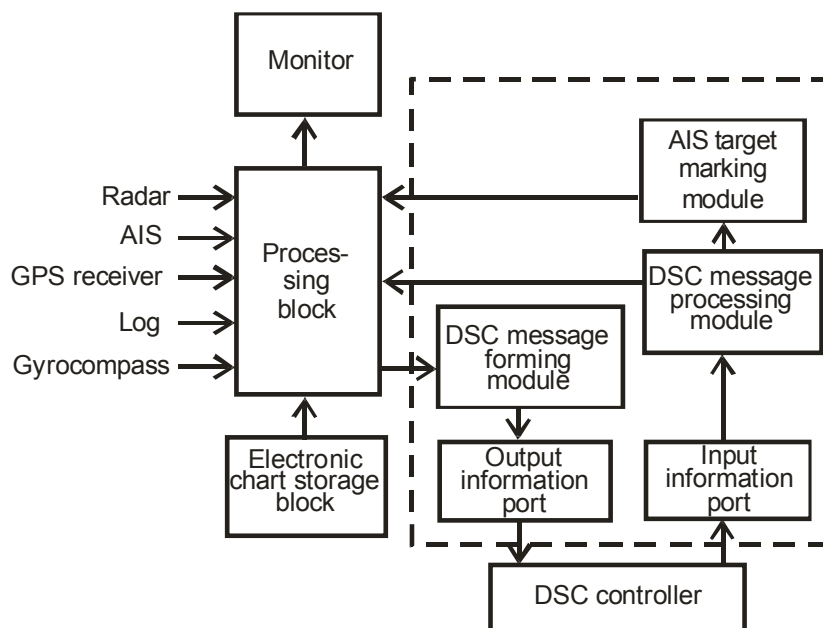 Monitor
AIS target
marking
module
Radar
AIS
GPS receiver
Log
Gyrocompass
Proces-
sing
block
DSC message
processing
module
DSC message
forming
module
Electronic
chart storage
block
Output
information
port
Input
information
port
DSC controller